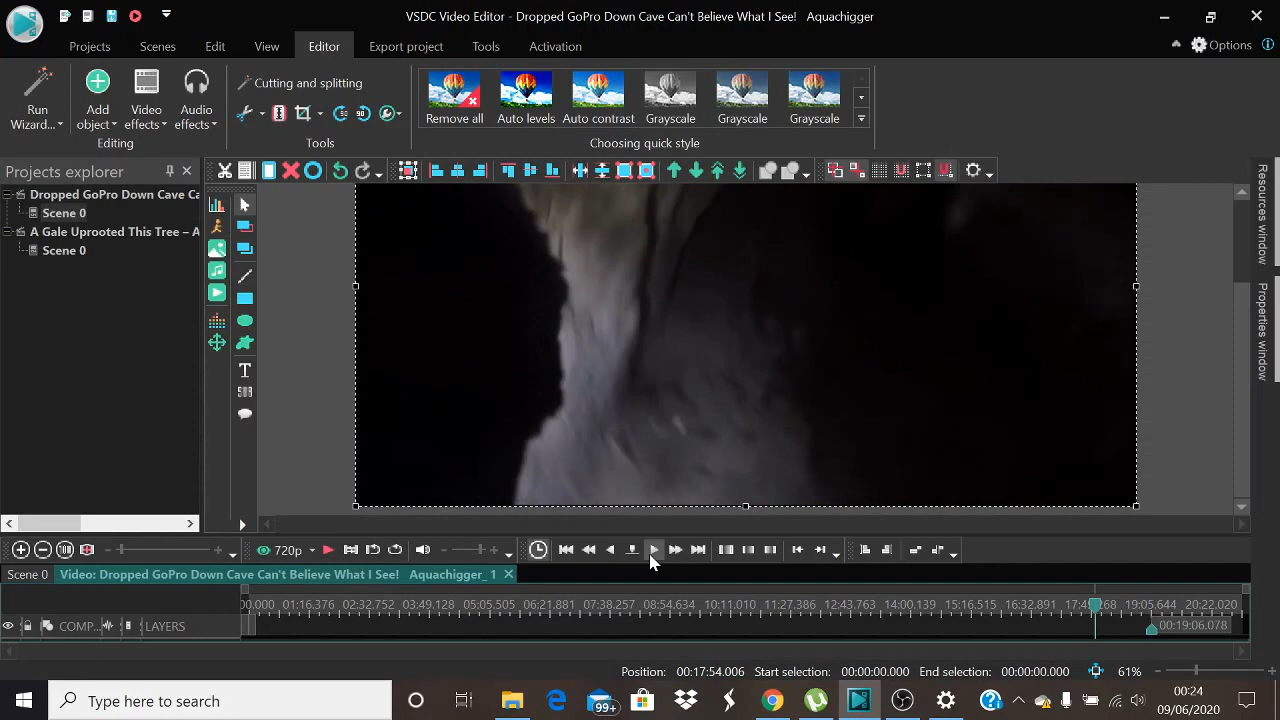 VSDC Video Editor - Dropped GoPro Down Cave Can't Believe What I See! Aquachigger
Projects Scenes Edit View Editor Export project Tools Activation Options
Run Wizard... Add object Video effects Audio effects Editing
Cutting and splitting
Tools
Remove all Auto levels Auto contrast Grayscale Grayscale Grayscale
Choosing quick style
Projects explorer
Dropped GoPro Down Cave Ca
Scene 0
A Gale Uprooted This Tree – A
Scene 0
Resources window
Properties window
T
720p
Scene 0 Video: Dropped GoPro Down Cave Can't Believe What I See! Aquachigger_ 1
00.000 01:16.376 02:32.752 03:49.128 05:05.505 06:21.881 07:38.257 08:54.634 10:11.010 11:27.386 12:43.763 14:00.139 15:16.515 16:32.891 19:05.644 20:22.020
COMP... LAYERS 00:19:06.078
Position: 00:17:54.006 Start selection: 00:00:00.000 End selection: 00:00:00.000 61%
Type here to search
99+
00:24
09/06/2020